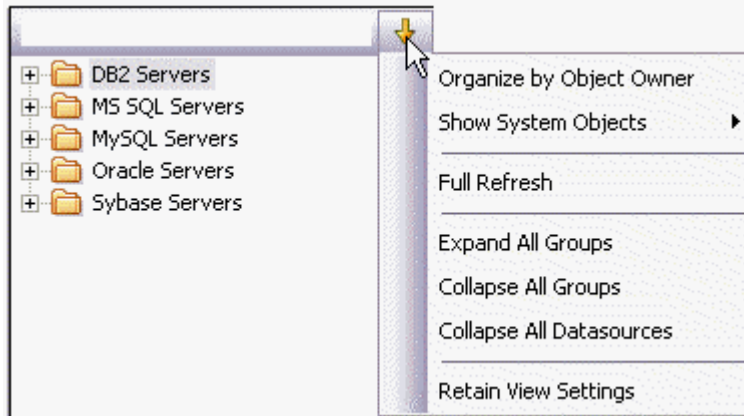 DB2 Servers
MS SQL Servers
MySQL Servers
Oracle Servers
Sybase Servers
Organize by Object Owner
Show System Objects
Full Refresh
Expand All Groups
Collapse All Groups
Collapse All Datasources
Retain View Settings